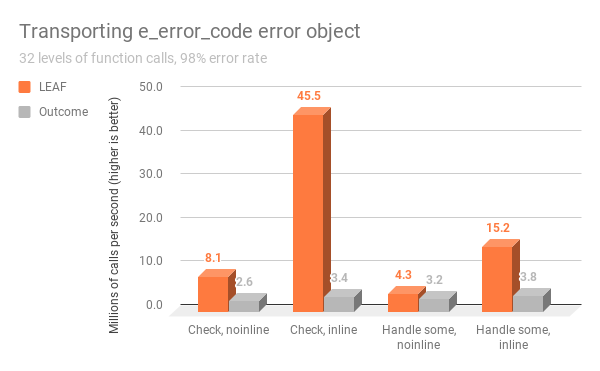 Transporting e_error_code error object
32 levels of function calls, 98% error rate
LEAF
Outcome
Millions of calls per second (higher is better)
50.0
40.0
30.0
20.0
10.0
0.0
8.1
2.6
45.5
3.4
4.3
3.2
15.2
3.8
Check, noinline
Check, inline
Handle some,
noinline
Handle some,
inline